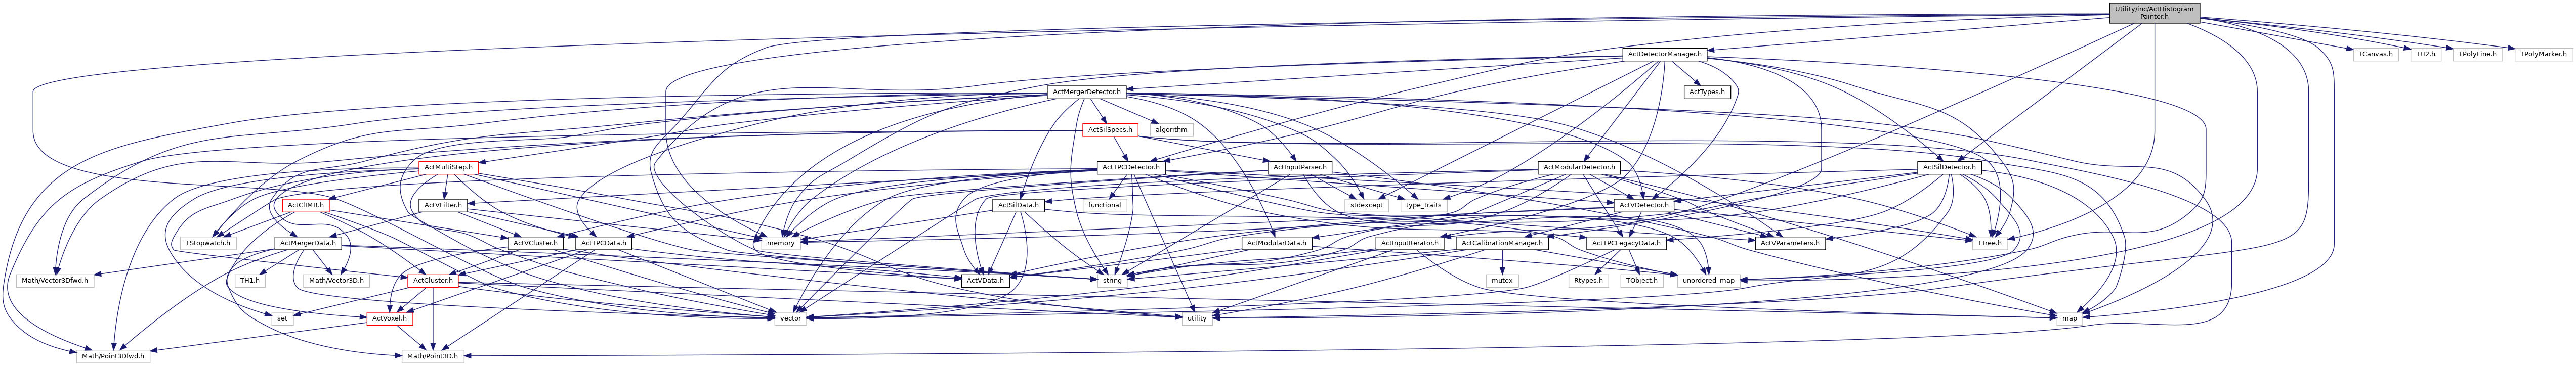 Utility/inc/ActHistogram
Painter.h
ActDetectorManager.h
TCanvas.h
TH2.h
TPolyLine.h
TPolyMarker.h
ActMergerDetector.h
ActTypes.h
ActSilSpecs.h
algorithm
ActMultiStep.h
ActTPCDetector.h
ActInputParser.h
ActModularDetector.h
ActSilDetector.h
ActClIMB.h
ActVFilter.h
functional
ActSilData.h
stdexcept
type_traits
ActVDetector.h
TStopwatch.h
ActMergerData.h
ActVCluster.h
ActTPCData.h
memory
ActModularData.h
ActInputIterator.h
ActCalibrationManager.h
ActTPCLegacyData.h
ActVParameters.h
TTree.h
Math/Vector3Dfwd.h
TH1.h
Math/Vector3D.h
ActCluster.h
ActVData.h
string
mutex
Rtypes.h
TObject.h
unordered_map
set
ActVoxel.h
vector
utility
map
Math/Point3Dfwd.h
Math/Point3D.h